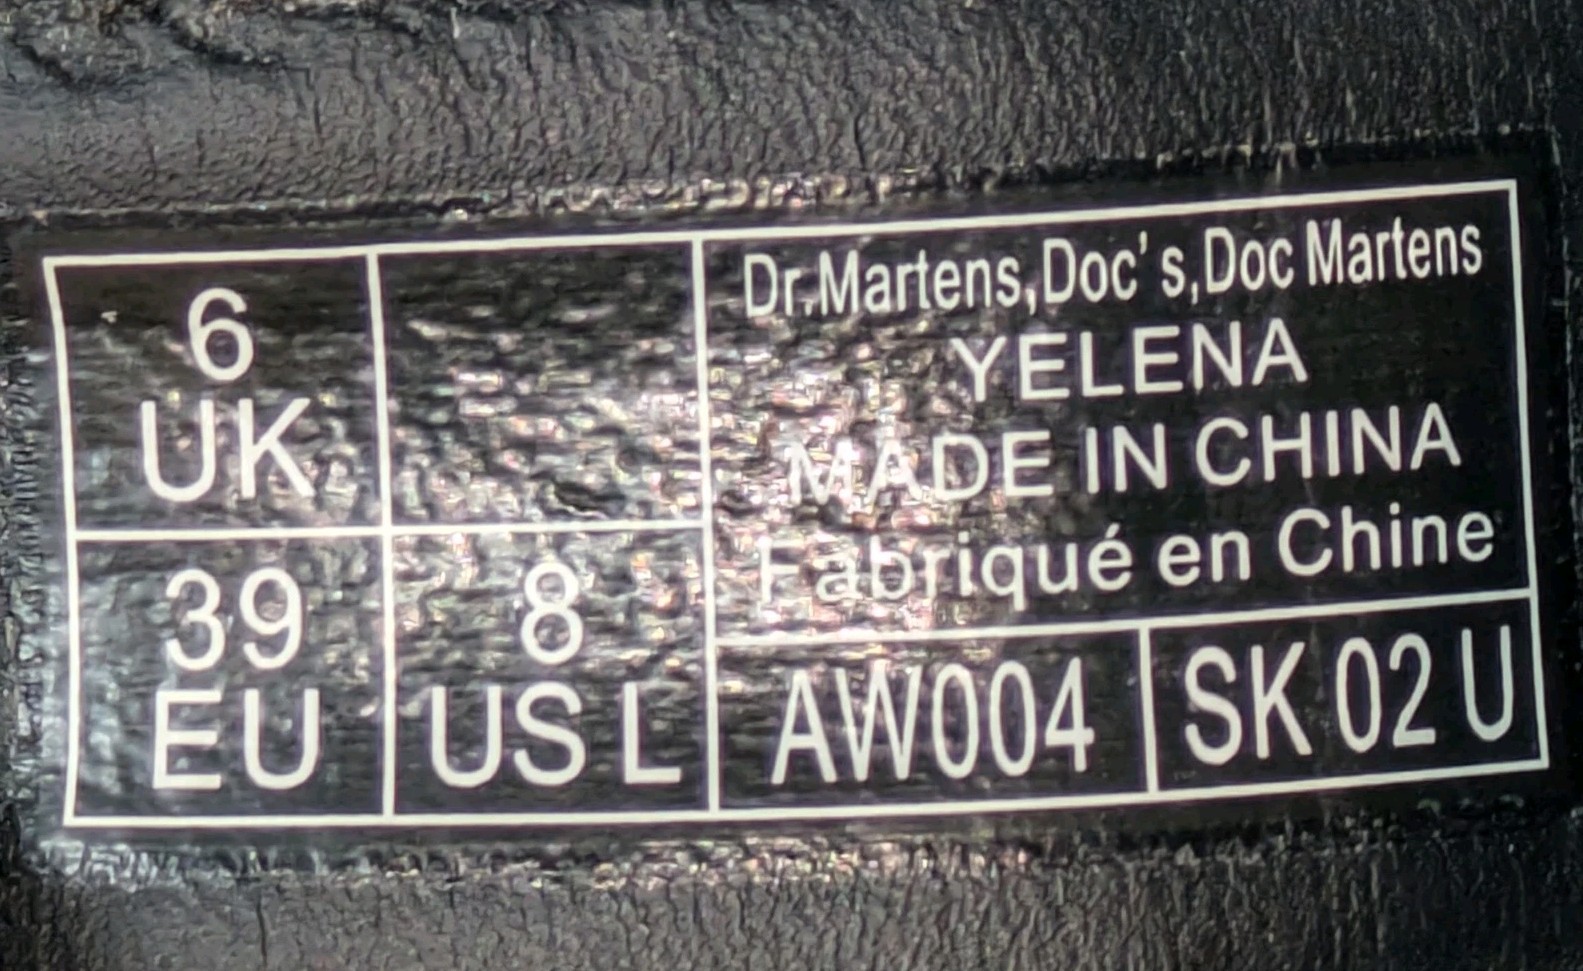 6
UK
39
EU
8
US L
Dr.Martens,Doc's,Doc Martens
YELENA
MADE IN CHINA
Fabriqué en Chine
AW004
SK 02 U